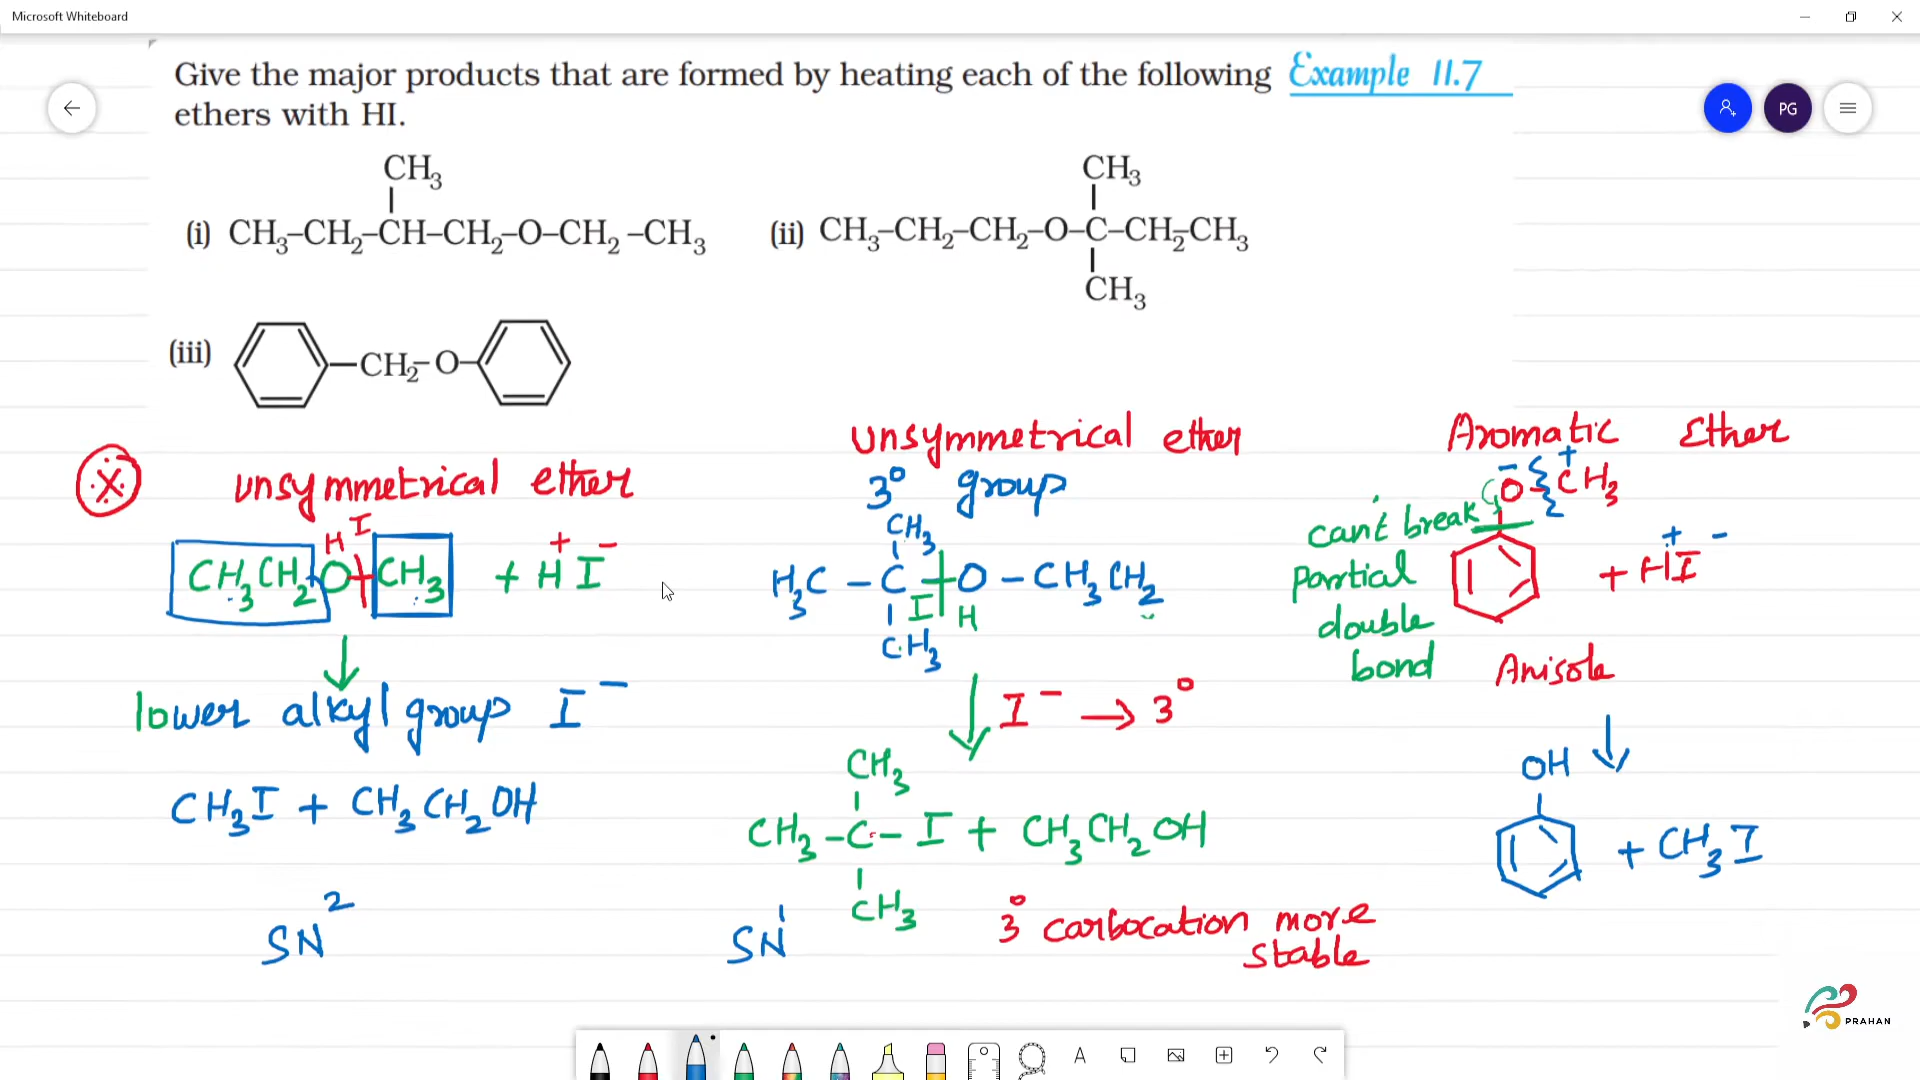 Microsoft Whiteboard
Give the major products that are formed by heating each of the following Example 11.7
ethers with HI.
PG
CH3
(i) CH3–CH2–CH–CH2–O–CH2–CH3
CH3
(ii) CH3–CH2–CH2–O–C–CH2–CH3
CH3
(iii) –CH2–O–
X unsymmetrical ether
H I
CH3CH2 O CH3 + H+ I−
lower alkyl group I−
CH3I + CH3CH2OH
SN2
unsymmetrical ether
3° group
CH3
H3C – C O – CH3CH2
I H
CH3
I− → 3°
CH3
CH3 – C – I + CH3CH2OH
CH3
SN1
3° carbocation more
stable
Aromatic Ether
− +
O CH3
can't break
partial
double
bond
+ −
+ HI
Anisole
OH
+ CH3I
PRAHAN
A